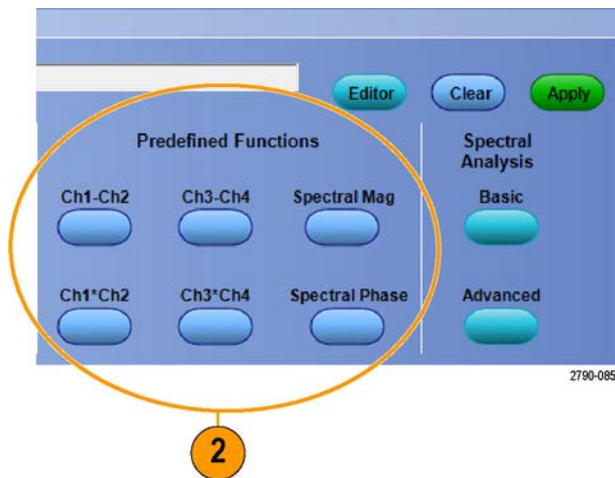 Editor Clear Apply
Predefined Functions
Spectral
Analysis
Ch1-Ch2 Ch3-Ch4 Spectral Mag Basic
Ch1*Ch2 Ch3*Ch4 Spectral Phase Advanced
2790-085
2